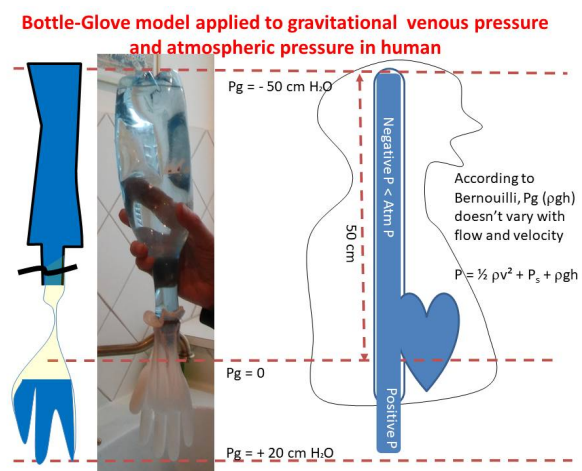 Bottle-Glove model applied to gravitational venous pressure
and atmospheric pressure in human
Pg = - 50 cm H₂O
Negative P < Atm P
50 cm
According to
Bernouilli, Pg (ρgh)
doesn't vary with
flow and velocity
P = ½ ρv² + Pₛ + ρgh
Pg = 0
Positive P
Pg = + 20 cm H₂O